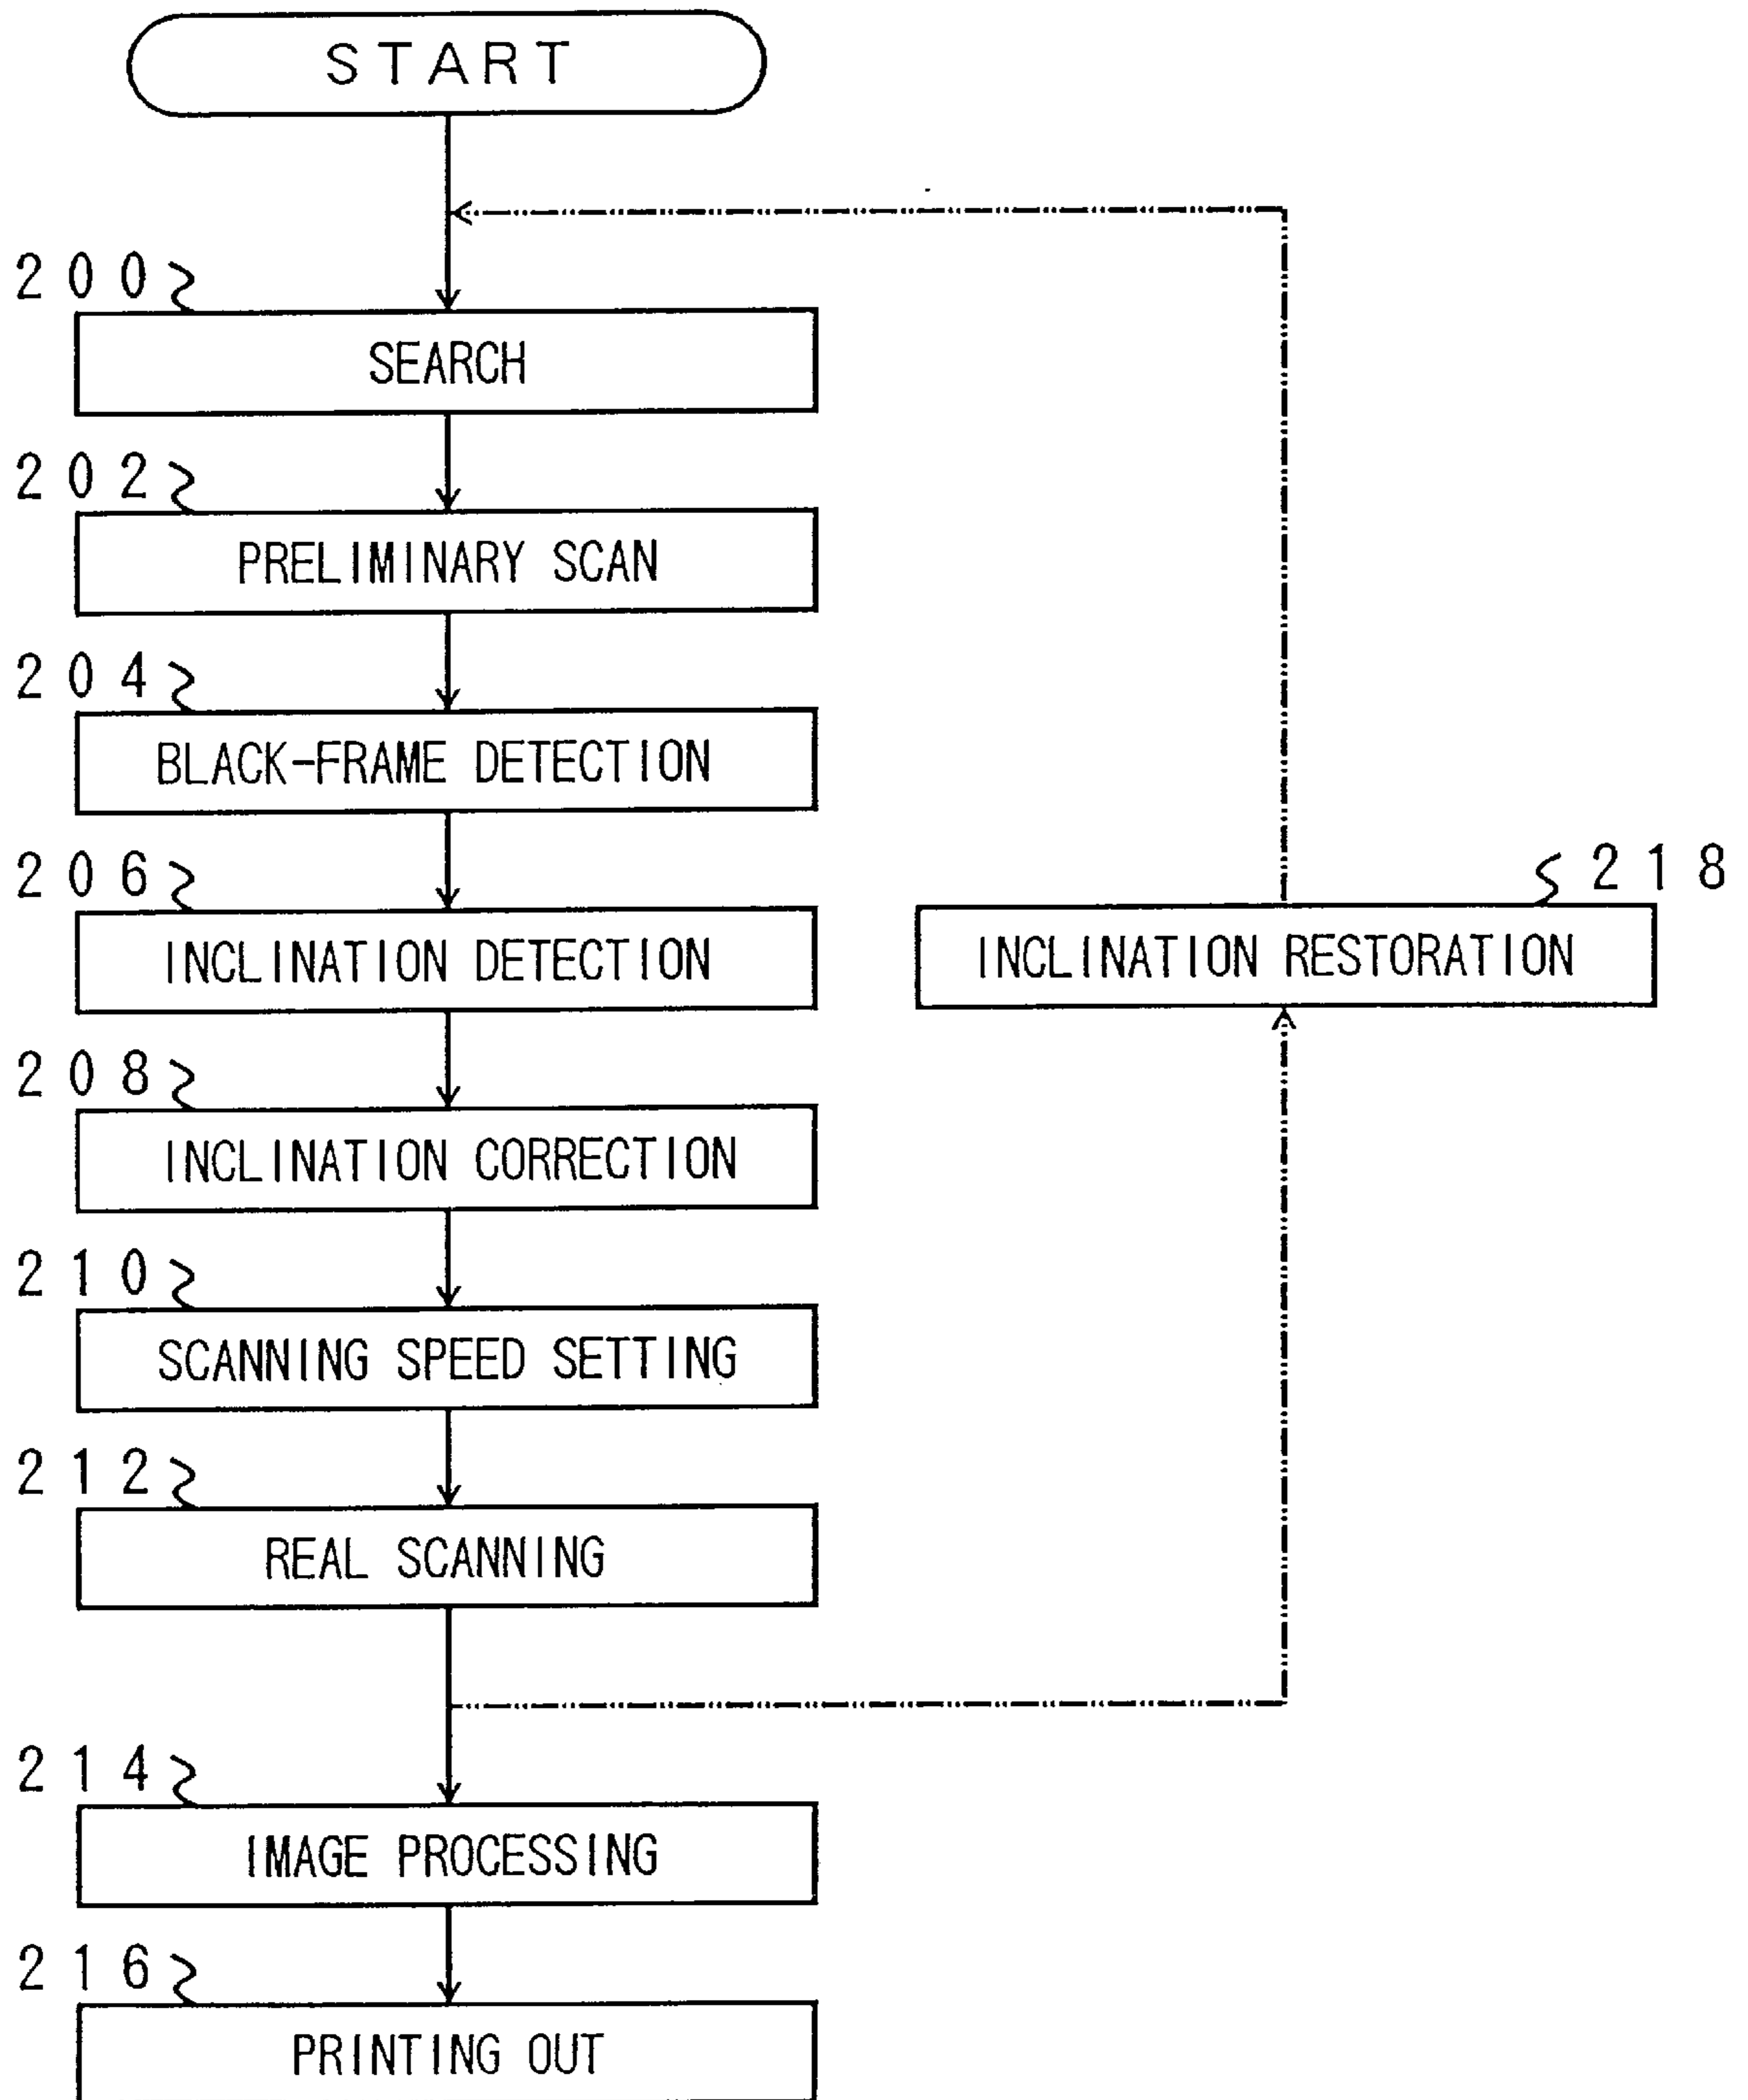 START
200
SEARCH
202
PRELIMINARY SCAN
204
BLACK-FRAME DETECTION
206
INCLINATION DETECTION
218
INCLINATION RESTORATION
208
INCLINATION CORRECTION
210
SCANNING SPEED SETTING
212
REAL SCANNING
214
IMAGE PROCESSING
216
PRINTING OUT